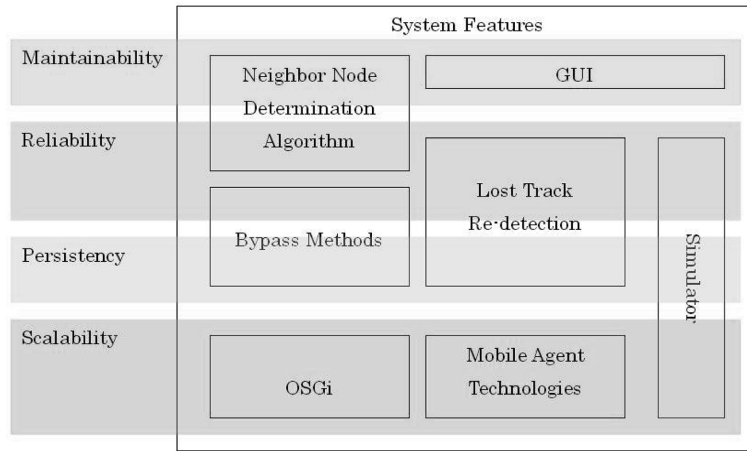 System Features
Maintainability
Neighbor Node
Determination
Algorithm
GUI
Reliability
Lost Track
Re-detection
Bypass Methods
Persistency
Simulator
Scalability
OSGi
Mobile Agent
Technologies